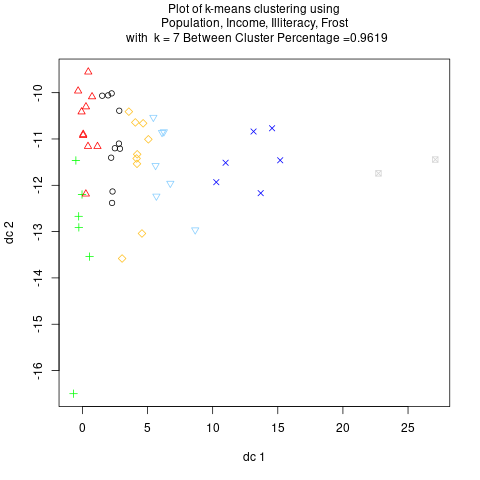 Plot of k-means clustering using
Population, Income, Illiteracy, Frost
with k = 7 Between Cluster Percentage =0.9619
dc 2
-10
-11
-12
-13
-14
-15
-16
0 5 10 15 20 25
dc 1